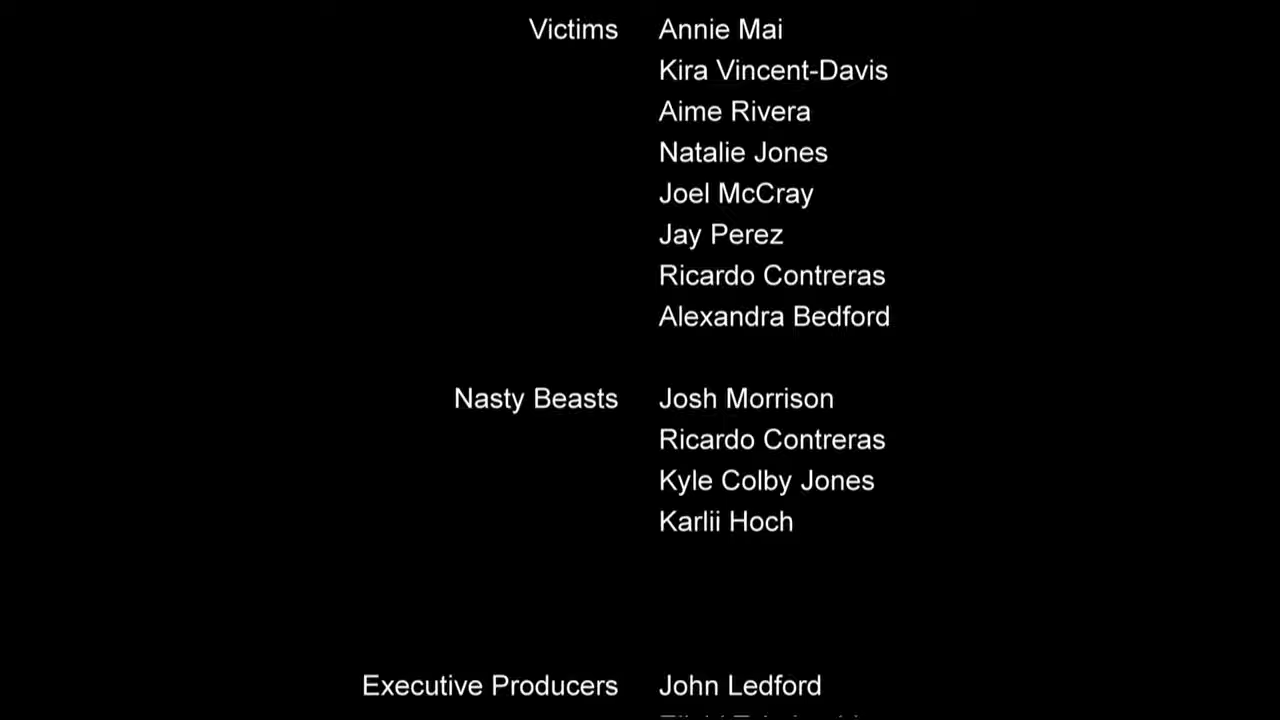 Victims Annie Mai
Kira Vincent-Davis
Aime Rivera
Natalie Jones
Joel McCray
Jay Perez
Ricardo Contreras
Alexandra Bedford
Nasty Beasts Josh Morrison
Ricardo Contreras
Kyle Colby Jones
Karlii Hoch
Executive Producers John Ledford